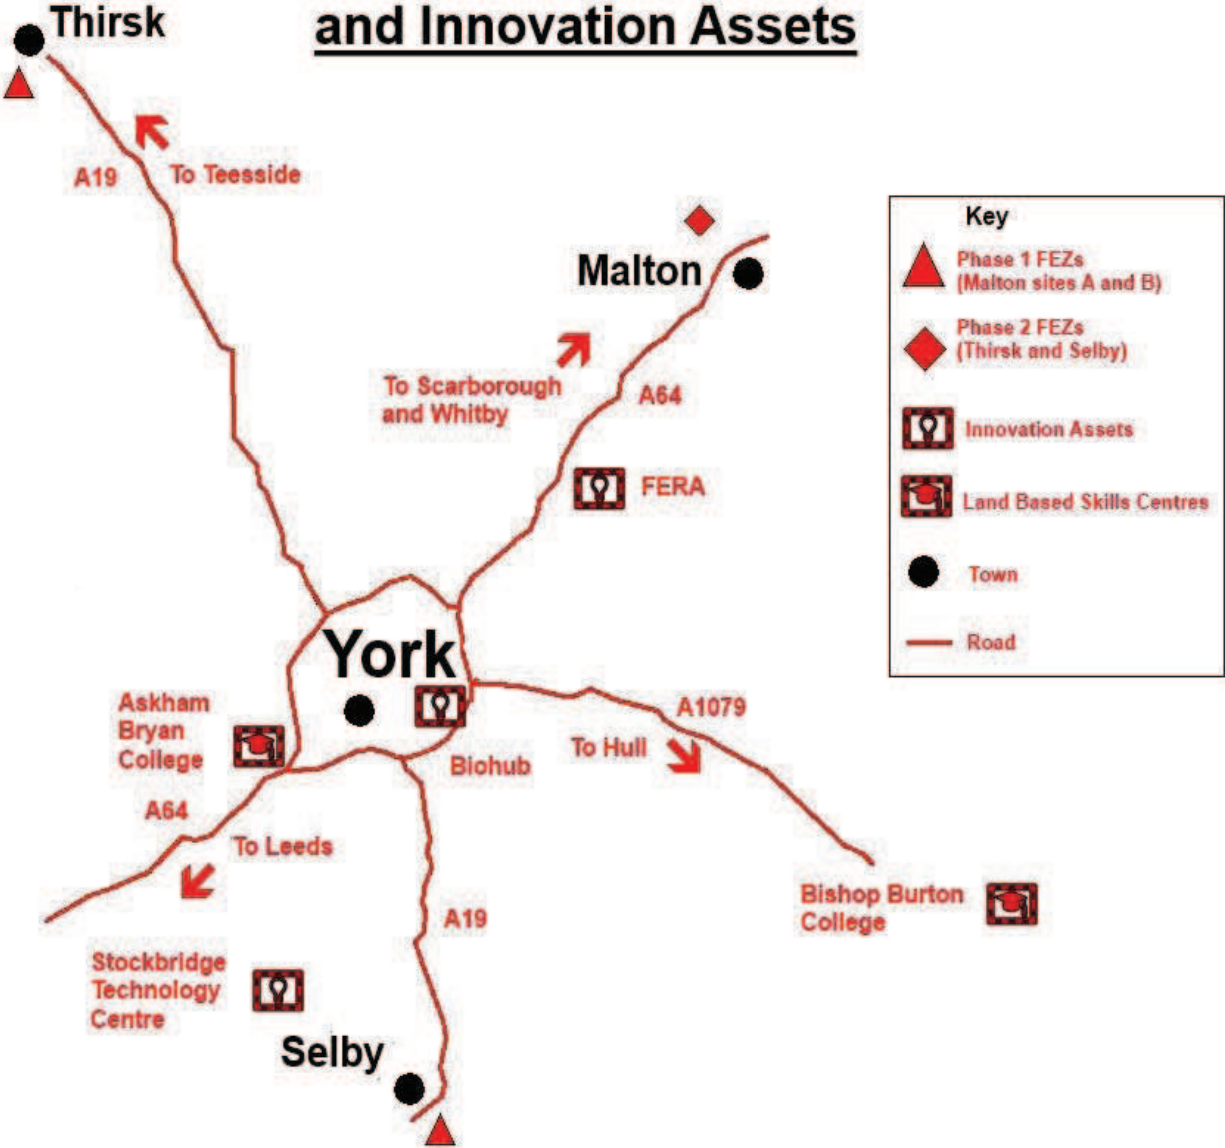 and Innovation Assets
Thirsk
A19
To Teesside
Malton
To Scarborough
and Whitby
A64
FERA
York
Askham
Bryan
College
A64
To Leeds
Biohub
To Hull
A1079
Bishop Burton
College
A19
Stockbridge
Technology
Centre
Selby
Key
Phase 1 FEZs
(Malton sites A and B)
Phase 2 FEZs
(Thirsk and Selby)
Innovation Assets
Land Based Skills Centres
Town
Road